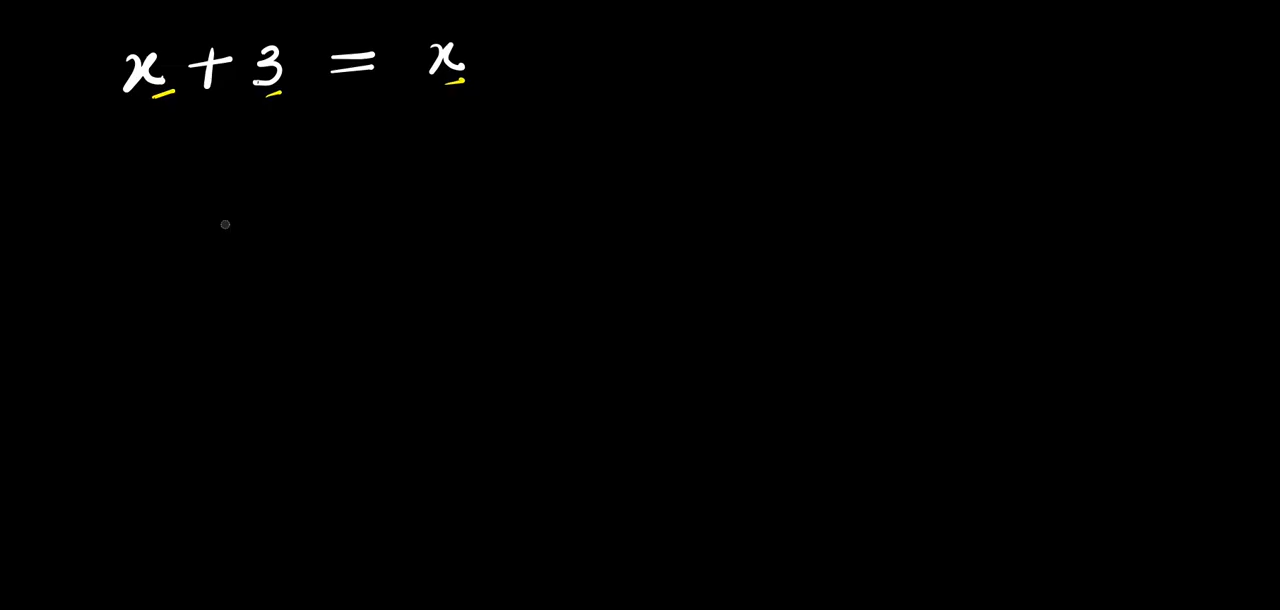 x + 3 = x